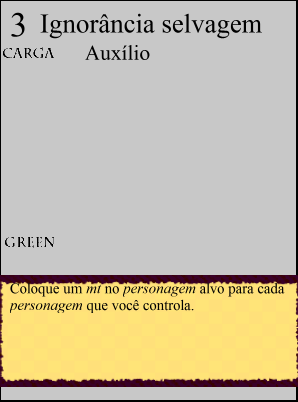 3 Ignorância selvagem
CARGA Auxílio
GREEN
Coloque um mt no personagem alvo para cada
personagem que você controla.